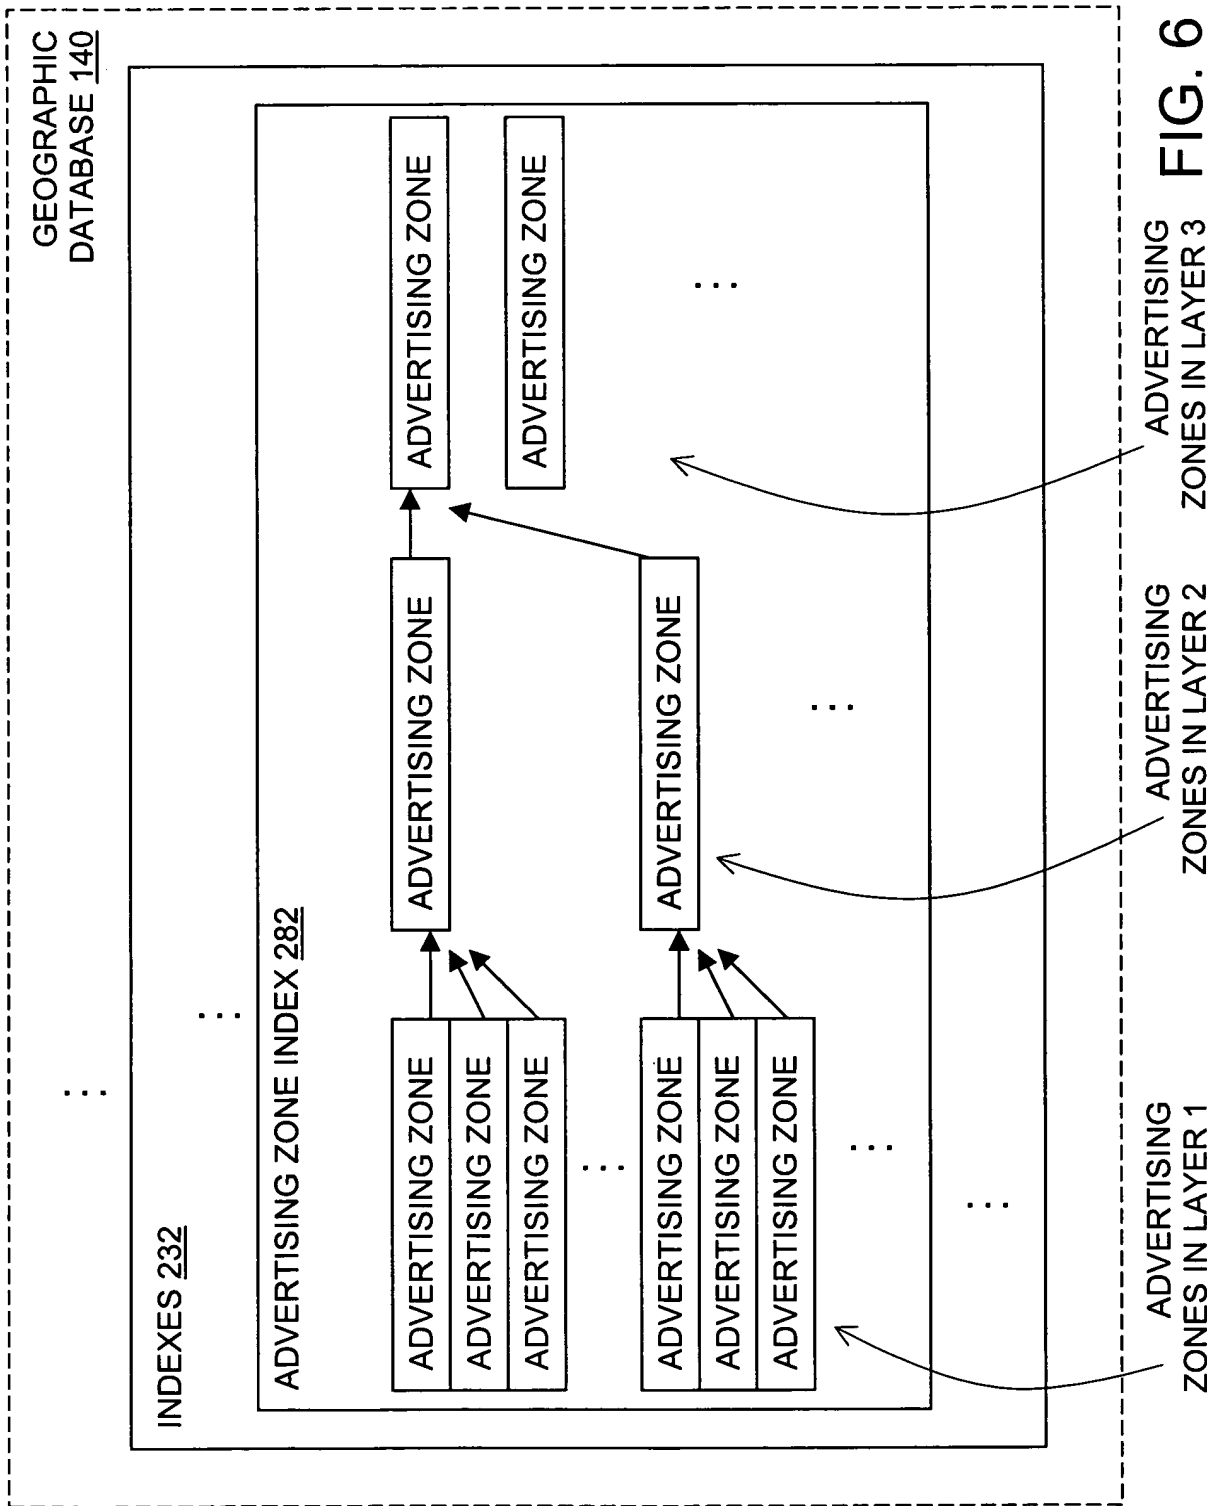 GEOGRAPHIC
DATABASE 140
...
INDEXES 232
...
ADVERTISING ZONE INDEX 282
ADVERTISING ZONE
ADVERTISING ZONE
ADVERTISING ZONE
...
ADVERTISING ZONE
ADVERTISING ZONE
ADVERTISING ZONE
...
ADVERTISING ZONE
ADVERTISING ZONE
...
ADVERTISING ZONE
ADVERTISING ZONE
...
...
ADVERTISING
ZONES IN LAYER 1
ADVERTISING
ZONES IN LAYER 2
ADVERTISING
ZONES IN LAYER 3
FIG. 6